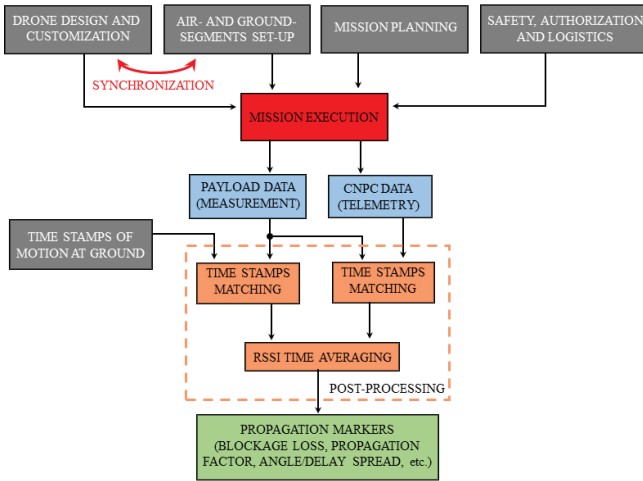 DRONE DESIGN AND
CUSTOMIZATION
AIR- AND GROUND-
SEGMENTS SET-UP
MISSION PLANNING
SAFETY, AUTHORIZATION
AND LOGISTICS
SYNCHRONIZATION
MISSION EXECUTION
PAYLOAD DATA
(MEASUREMENT)
CNPC DATA
(TELEMETRY)
TIME STAMPS OF
MOTION AT GROUND
TIME STAMPS
MATCHING
TIME STAMPS
MATCHING
RSSI TIME AVERAGING
POST-PROCESSING
PROPAGATION MARKERS
(BLOCKAGE LOSS, PROPAGATION
FACTOR, ANGLE/DELAY SPREAD, etc.)